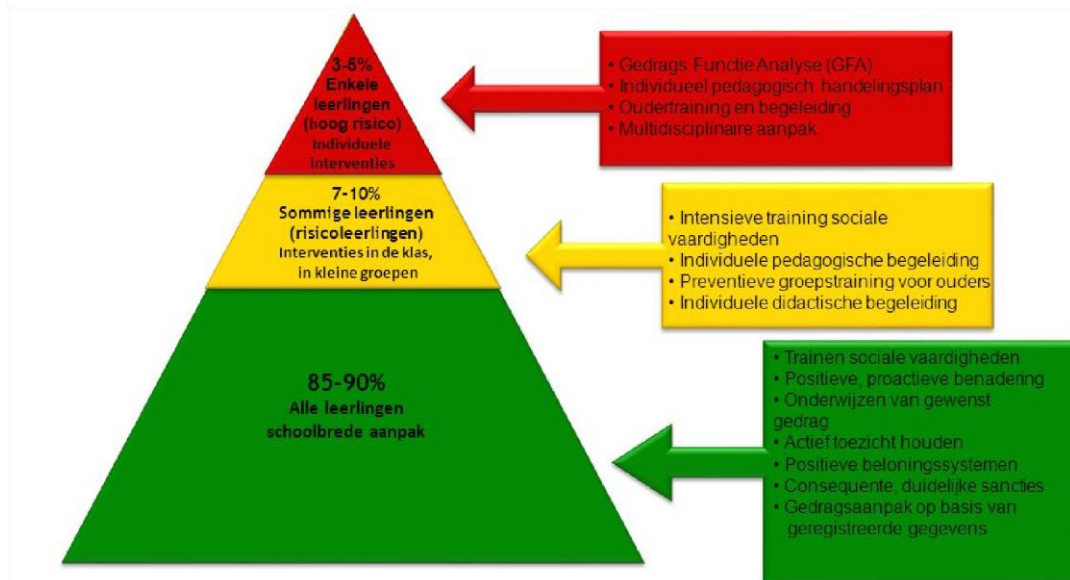 3-5%
Enkele
leerlingen
(hoog risico)
Individuele
interventies
• Gedrags Functie Analyse (GFA)
• Individueel pedagogisch handelingsplan
• Oudertraining en begeleiding
• Multidisciplinaire aanpak
7-10%
Sommige leerlingen
(risicoleerlingen)
Interventies in de klas,
in kleine groepen
• Intensieve training sociale
vaardigheden
• Individuele pedagogische begeleiding
• Preventieve groepstraining voor ouders
• Individuele didactische begeleiding
85-90%
Alle leerlingen
schoolbrede aanpak
• Trainen sociale vaardigheden
• Positieve, proactieve benadering
• Onderwijzen van gewenst
gedrag
• Actief toezicht houden
• Positieve beloningssystemen
• Consequente, duidelijke sancties
• Gedragsaanpak op basis van
geregistreerde gegevens